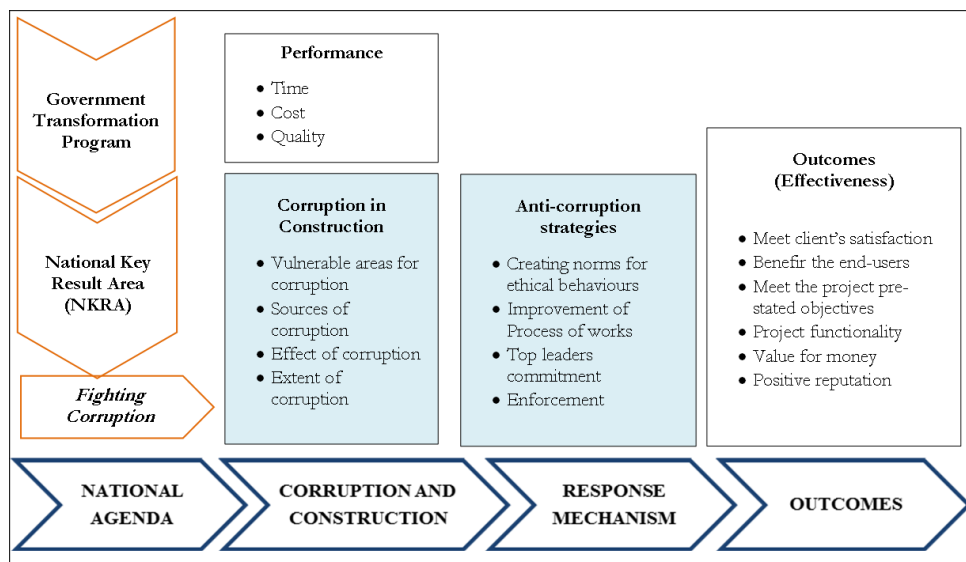 Government
Transformation
Program
National Key
Result Area
(NKRA)
Fighting
Corruption
Performance
• Time
• Cost
• Quality
Corruption in
Construction
• Vulnerable areas for
corruption
• Sources of
corruption
• Effect of corruption
• Extent of
corruption
Anti-corruption
strategies
• Creating norms for
ethical behaviours
• Improvement of
Process of works
• Top leaders
commitment
• Enforcement
Outcomes
(Effectiveness)
• Meet client's satisfaction
• Benefir the end-users
• Meet the project pre-
stated objectives
• Project functionality
• Value for money
• Positive reputation
NATIONAL
AGENDA
CORRUPTION AND
CONSTRUCTION
RESPONSE
MECHANISM
OUTCOMES